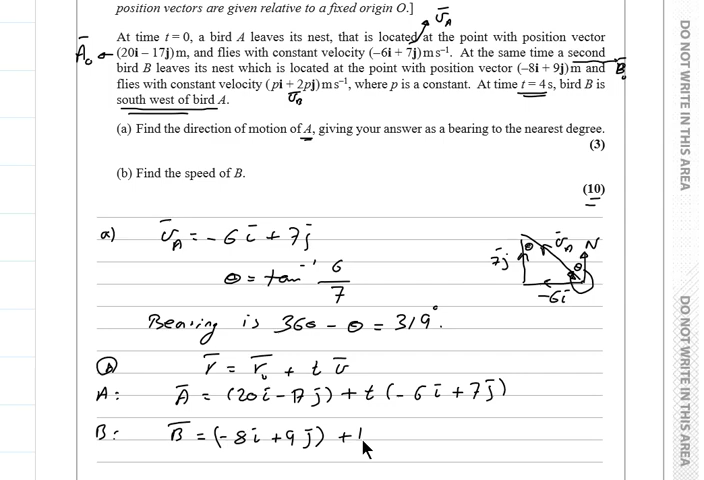 position vectors are given relative to a fixed origin O.]
v̄A
At time t = 0, a bird A leaves its nest, that is located at the point with position vector
Ā₀ (20i – 17j) m, and flies with constant velocity (–6i + 7j) m s⁻¹. At the same time a second
bird B leaves its nest which is located at the point with position vector (–8i + 9j) m and B̄₀
flies with constant velocity (pi + 2pj) m s⁻¹, where p is a constant. At time t = 4 s, bird B is
v̄B
south west of bird A.
(a) Find the direction of motion of A, giving your answer as a bearing to the nearest degree.
(3)
(b) Find the speed of B.
(10)
a) v̄A = -6ī + 7j̄
θ = tan⁻¹ 6/7
7j̄ θ v̄A N θ -6ī
Bearing is 360 - θ = 319°.
b) r̄ = r̄₀ + t v̄
A: Ā = (20ī - 17j̄) + t (-6ī + 7j̄)
B: B̄ = (-8ī + 9j̄) +
DO NOT WRITE IN THIS AREA
DO NOT WRITE IN THIS AREA